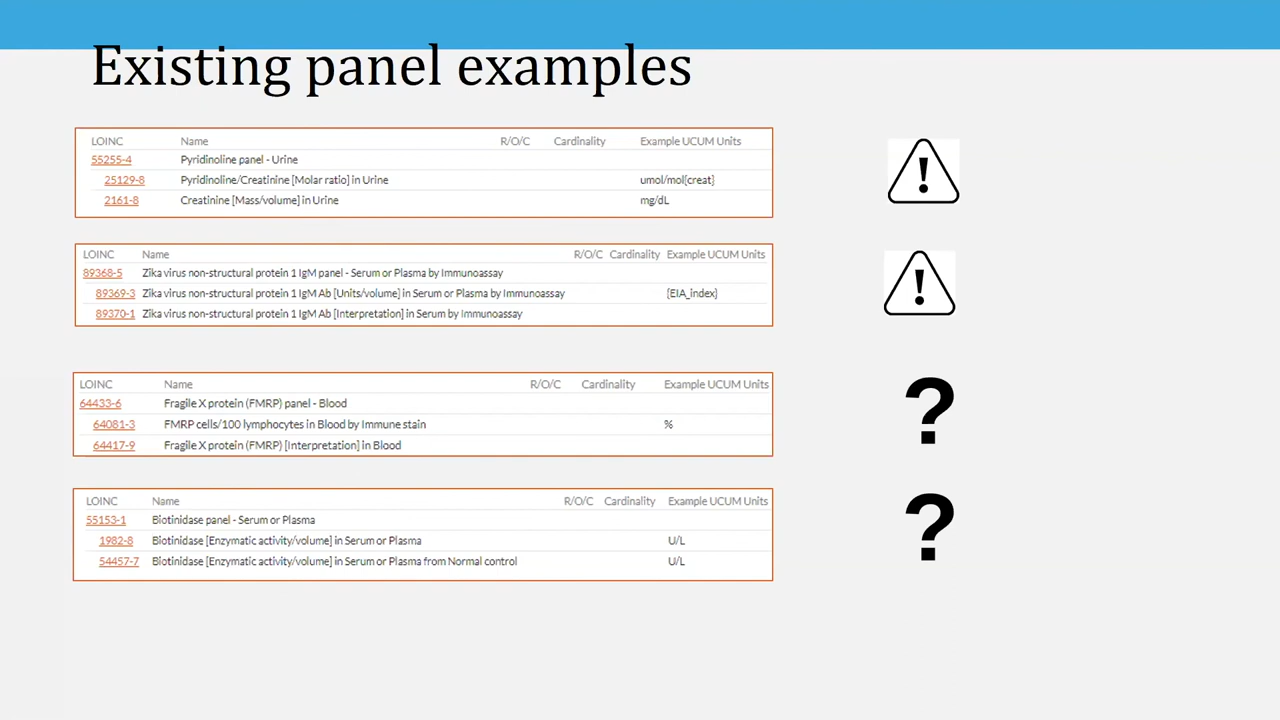 Existing panel examples
LOINC Name R/O/C Cardinality Example UCUM Units
55255-4 Pyridinoline panel - Urine
25129-8 Pyridinoline/Creatinine [Molar ratio] in Urine umol/mol{creat}
2161-8 Creatinine [Mass/volume] in Urine mg/dL
!
LOINC Name R/O/C Cardinality Example UCUM Units
89368-5 Zika virus non-structural protein 1 IgM panel - Serum or Plasma by Immunoassay
89369-3 Zika virus non-structural protein 1 IgM Ab [Units/volume] in Serum or Plasma by Immunoassay {EIA_index}
89370-1 Zika virus non-structural protein 1 IgM Ab [Interpretation] in Serum by Immunoassay
!
LOINC Name R/O/C Cardinality Example UCUM Units
64433-6 Fragile X protein (FMRP) panel - Blood
64081-3 FMRP cells/100 lymphocytes in Blood by Immune stain %
64417-9 Fragile X protein (FMRP) [Interpretation] in Blood
?
LOINC Name R/O/C Cardinality Example UCUM Units
55153-1 Biotinidase panel - Serum or Plasma
1982-8 Biotinidase [Enzymatic activity/volume] in Serum or Plasma U/L
54457-7 Biotinidase [Enzymatic activity/volume] in Serum or Plasma from Normal control U/L
?